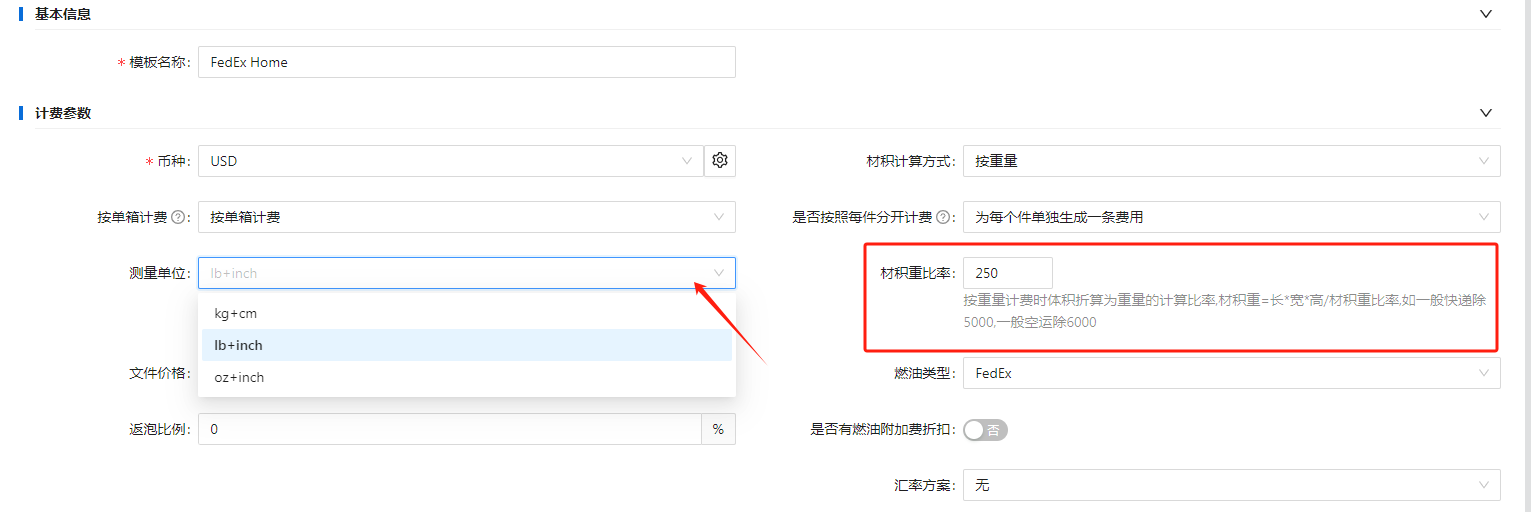 基本信息
* 模板名称: FedEx Home
计费参数
* 币种: USD 材积计算方式: 按重量
按单箱计费 ? : 按单箱计费 是否按照每件分开计费 ? : 为每个件单独生成一条费用
测量单位: lb+inch 材积重比率: 250
按重量计费时体积折算为重量的计算比率,材积重=长*宽*高/材积重比率,如一般快递除
5000,一般空运除6000
kg+cm
lb+inch
oz+inch
文件价格: 燃油类型: FedEx
返泡比例: 0 % 是否有燃油附加费折扣: 否
汇率方案: 无